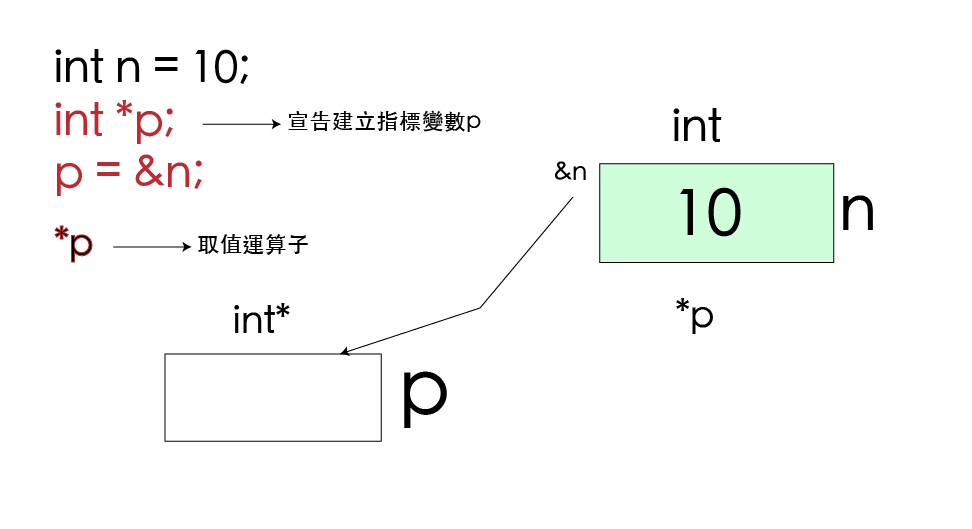 int n = 10;
int *p; 宣告建立指標變數p
p = &n;
*p 取值運算子
int
&n
10 n
*p
int*
p